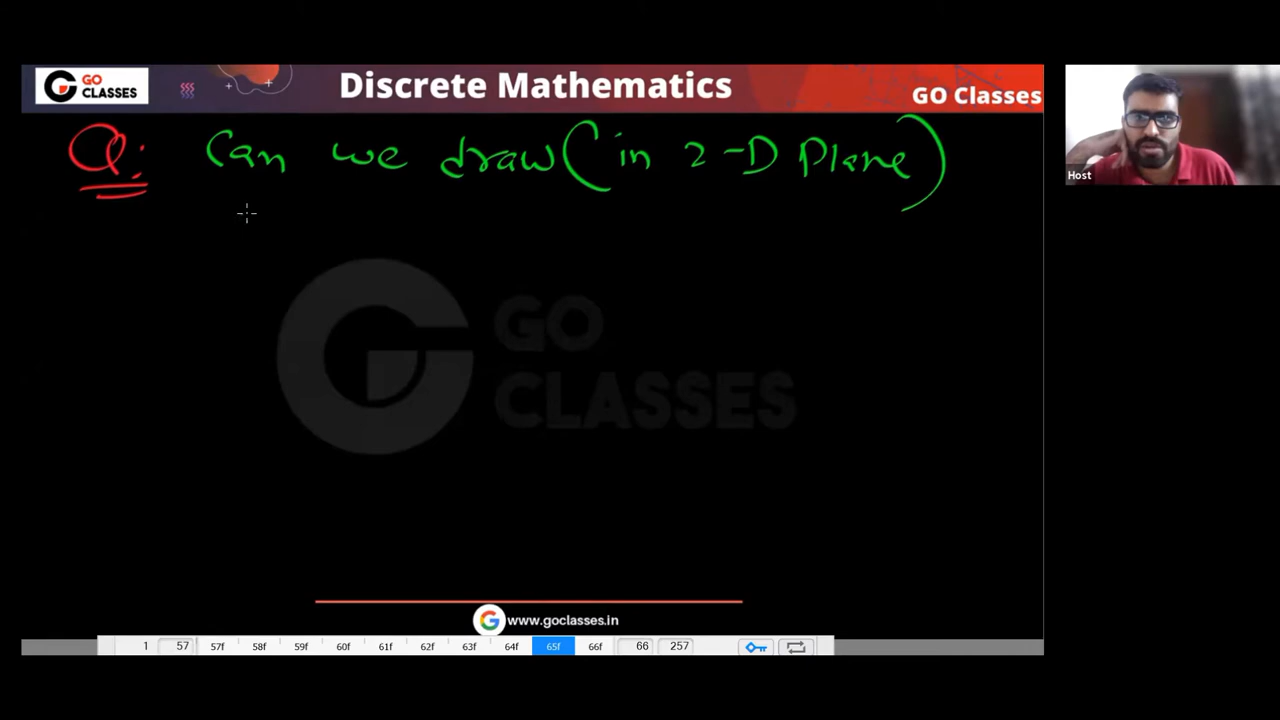 GO
CLASSES
Discrete Mathematics
GO Classes
Q: Can we draw (in 2-D Plane)
Host
GO
CLASSES
www.goclasses.in
1 57 57f 58f 59f 60f 61f 62f 63f 64f 65f 66f 66 257